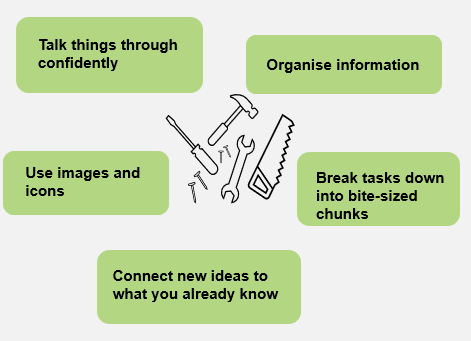 Talk things through
confidently
Organise information
Use images and
icons
Break tasks down
into bite-sized
chunks
Connect new ideas to
what you already know